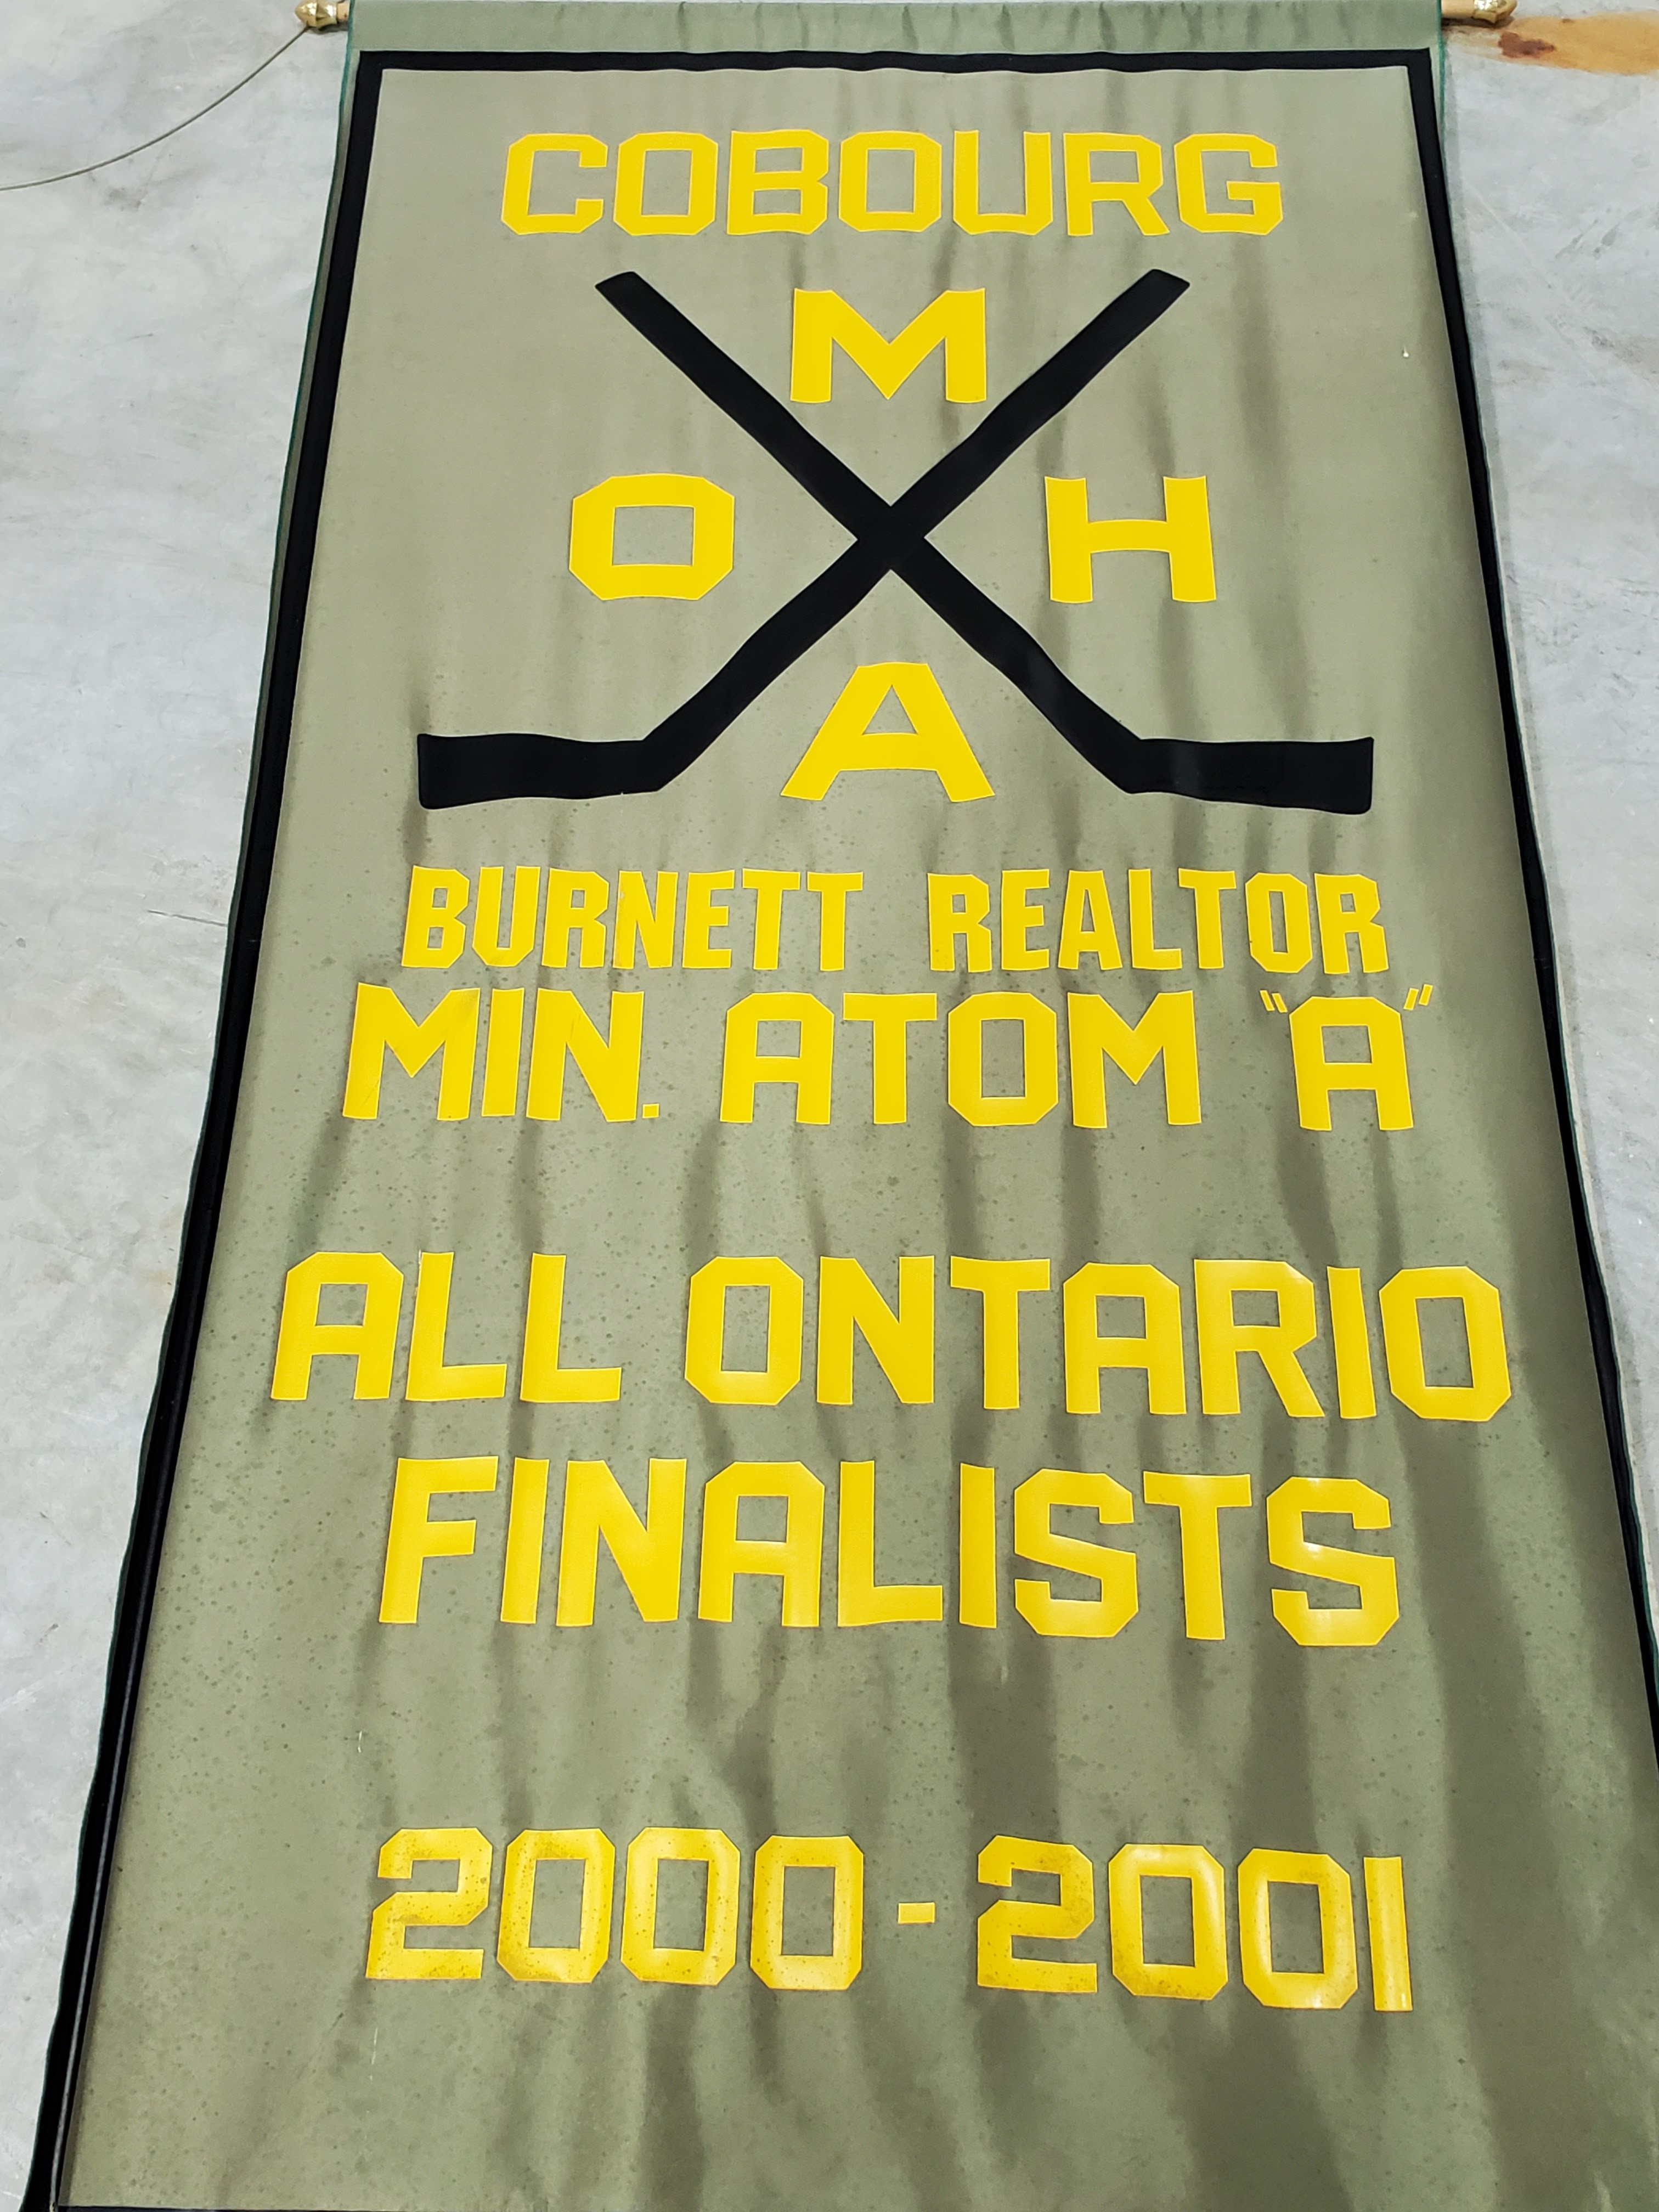 COBOURG
M
O H
A
BURNETT REALTOR
MIN. ATOM "A"
ALL ONTARIO
FINALISTS
2000-2001